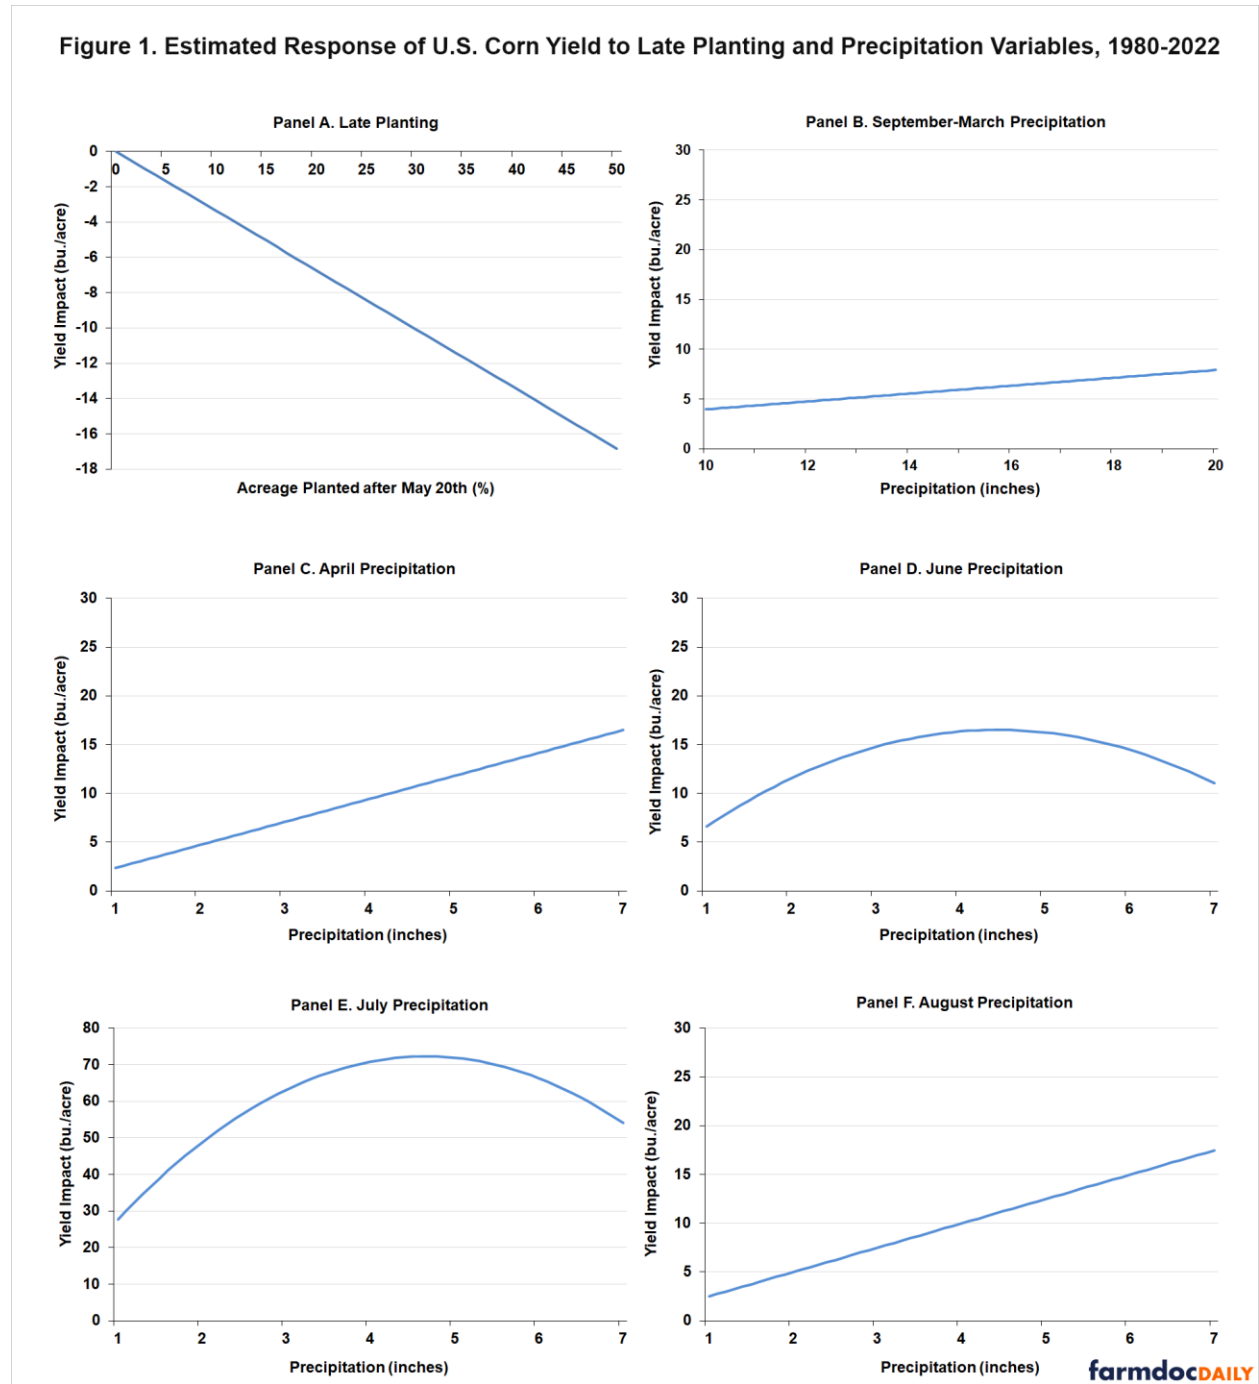 Figure 1. Estimated Response of U.S. Corn Yield to Late Planting and Precipitation Variables, 1980-2022
Panel A. Late Planting
Yield Impact (bu./acre)
0
-2
-4
-6
-8
-10
-12
-14
-16
-18
0 5 10 15 20 25 30 35 40 45 50
Acreage Planted after May 20th (%)
Panel B. September-March Precipitation
Yield Impact (bu./acre)
30
25
20
15
10
5
0
10 12 14 16 18 20
Precipitation (inches)
Panel C. April Precipitation
Yield Impact (bu./acre)
30
25
20
15
10
5
0
1 2 3 4 5 6 7
Precipitation (inches)
Panel D. June Precipitation
Yield Impact (bu./acre)
30
25
20
15
10
5
0
1 2 3 4 5 6 7
Precipitation (inches)
Panel E. July Precipitation
Yield Impact (bu./acre)
80
70
60
50
40
30
20
10
0
1 2 3 4 5 6 7
Precipitation (inches)
Panel F. August Precipitation
Yield Impact (bu./acre)
30
25
20
15
10
5
0
1 2 3 4 5 6 7
Precipitation (inches)
farmdocDAILY